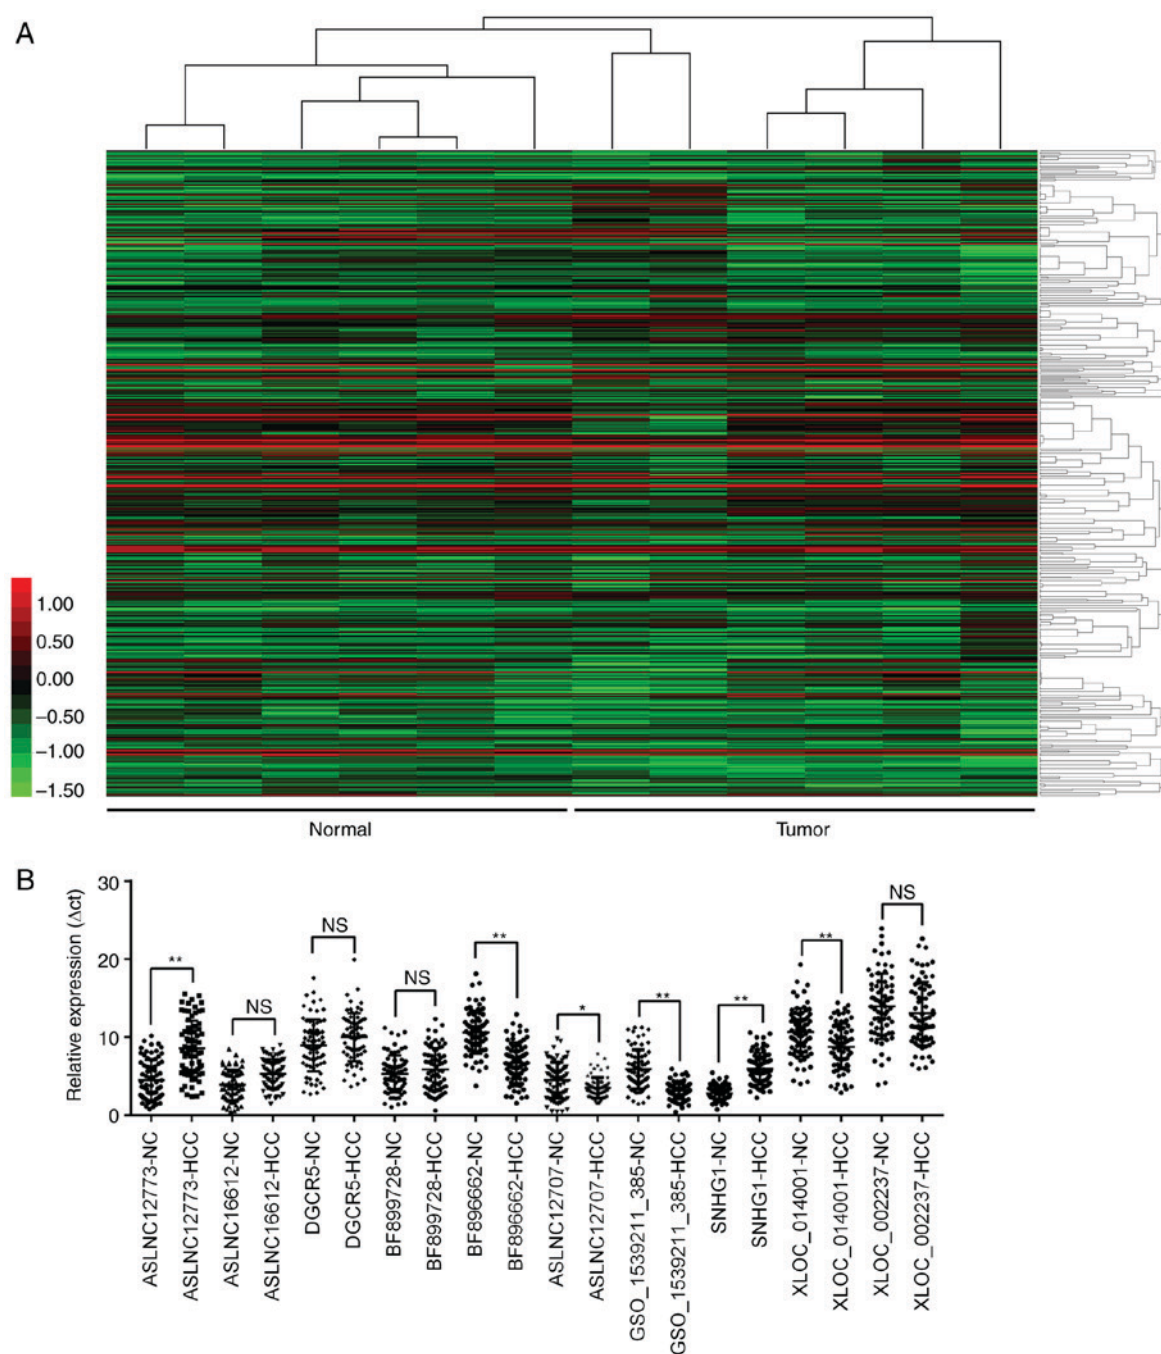 A
1.00
0.50
0.00
−0.50
−1.00
−1.50
Normal
Tumor
B
Relative expression (Δct)
30
20
10
0
**
NS
NS
NS
**
*
**
**
**
NS
ASLNC12773-NC
ASLNC12773-HCC
ASLNC16612-NC
ASLNC16612-HCC
DGCR5-NC
DGCR5-HCC
BF899728-NC
BF899728-HCC
BF896662-NC
BF896662-HCC
ASLNC12707-NC
ASLNC12707-HCC
GSO_1539211_385-NC
GSO_1539211_385-HCC
SNHG1-NC
SNHG1-HCC
XLOC_014001-NC
XLOC_014001-HCC
XLOC_002237-NC
XLOC_002237-HCC